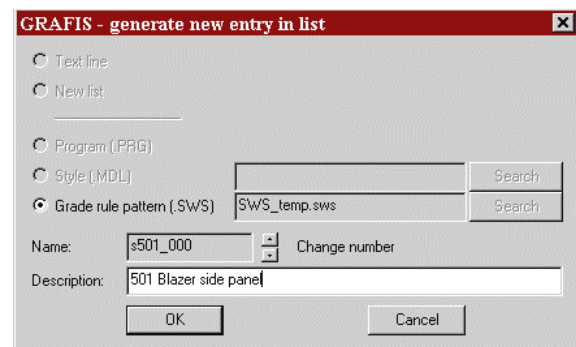 GRAFIS - generate new entry in list
Text line
New list
Program (.PRG)
Style (.MDL) Search
Grade rule pattern (.SWS) SWS_temp.sws Search
Name: s501_000 Change number
Description: 501 Blazer side panel
OK Cancel